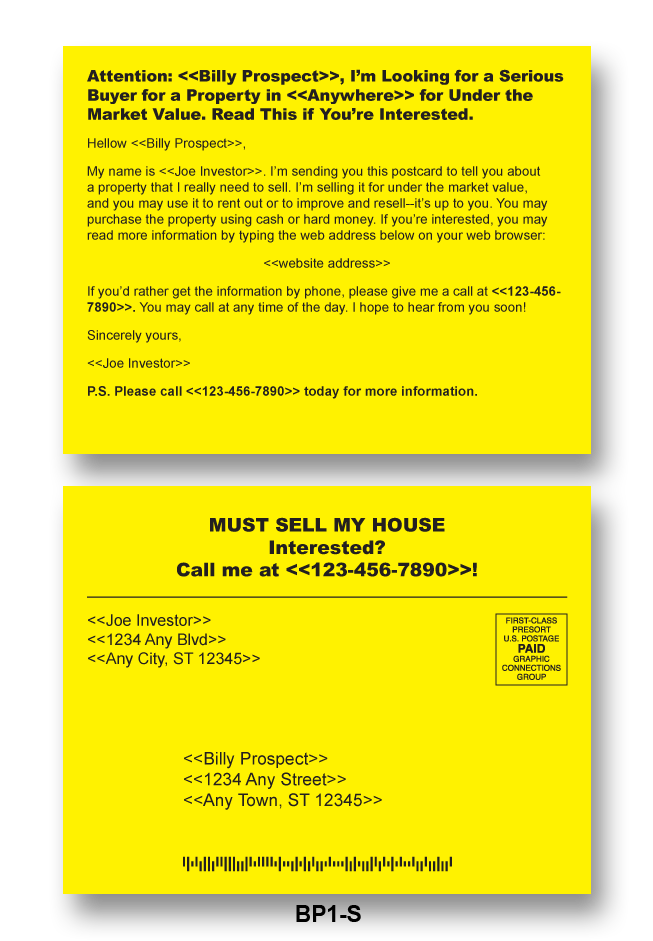 Attention: <<Billy Prospect>>, I'm Looking for a Serious
Buyer for a Property in <<Anywhere>> for Under the
Market Value. Read This if You're Interested.
Hellow <<Billy Prospect>>,
My name is <<Joe Investor>>. I'm sending you this postcard to tell you about
a property that I really need to sell. I'm selling it for under the market value,
and you may use it to rent out or to improve and resell--it's up to you. You may
purchase the property using cash or hard money. If you're interested, you may
read more information by typing the web address below on your web browser:
<<website address>>
If you'd rather get the information by phone, please give me a call at <<123-456-
7890>>. You may call at any time of the day. I hope to hear from you soon!
Sincerely yours,
<<Joe Investor>>
P.S. Please call <<123-456-7890>> today for more information.
MUST SELL MY HOUSE
Interested?
Call me at <<123-456-7890>>!
<<Joe Investor>>
<<1234 Any Blvd>>
<<Any City, ST 12345>>
FIRST-CLASS
PRESORT
U.S. POSTAGE
PAID
GRAPHIC
CONNECTIONS
GROUP
<<Billy Prospect>>
<<1234 Any Street>>
<<Any Town, ST 12345>>
BP1-S